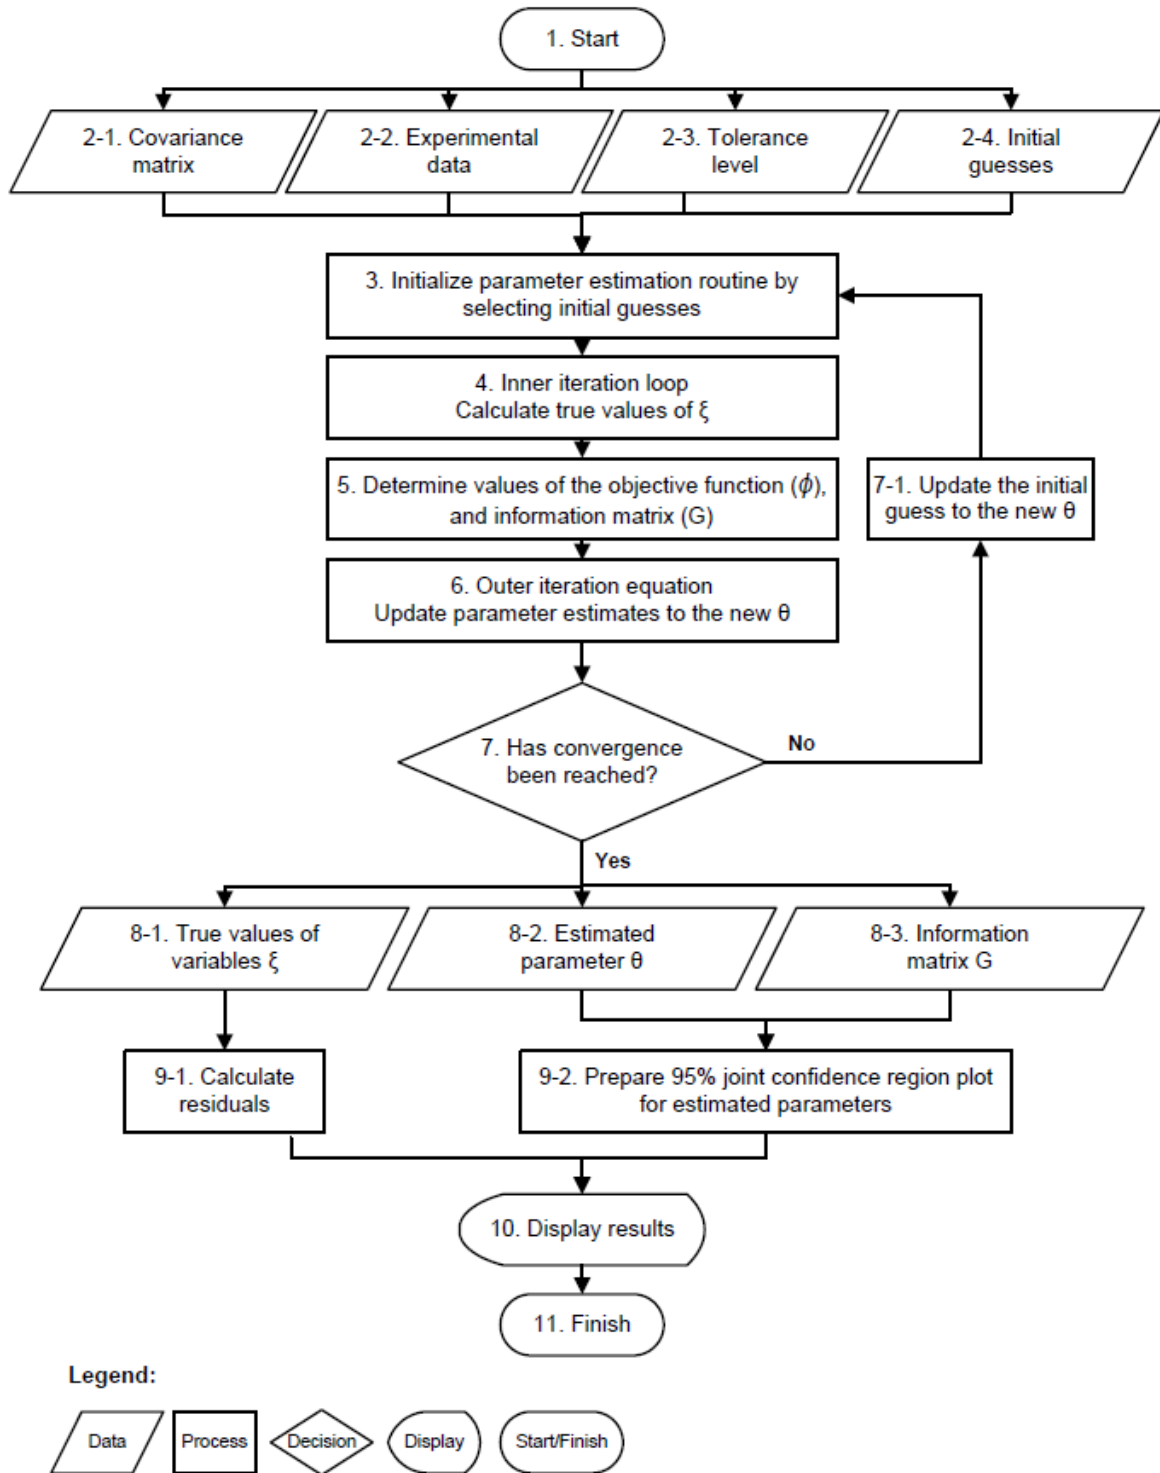 1. Start
2-1. Covariance
matrix
2-2. Experimental
data
2-3. Tolerance
level
2-4. Initial
guesses
3. Initialize parameter estimation routine by
selecting initial guesses
4. Inner iteration loop
Calculate true values of ξ
5. Determine values of the objective function (ϕ),
and information matrix (G)
7-1. Update the initial
guess to the new θ
6. Outer iteration equation
Update parameter estimates to the new θ
7. Has convergence
been reached?
No
Yes
8-1. True values of
variables ξ
8-2. Estimated
parameter θ
8-3. Information
matrix G
9-1. Calculate
residuals
9-2. Prepare 95% joint confidence region plot
for estimated parameters
10. Display results
11. Finish
Legend:
Data
Process
Decision
Display
Start/Finish